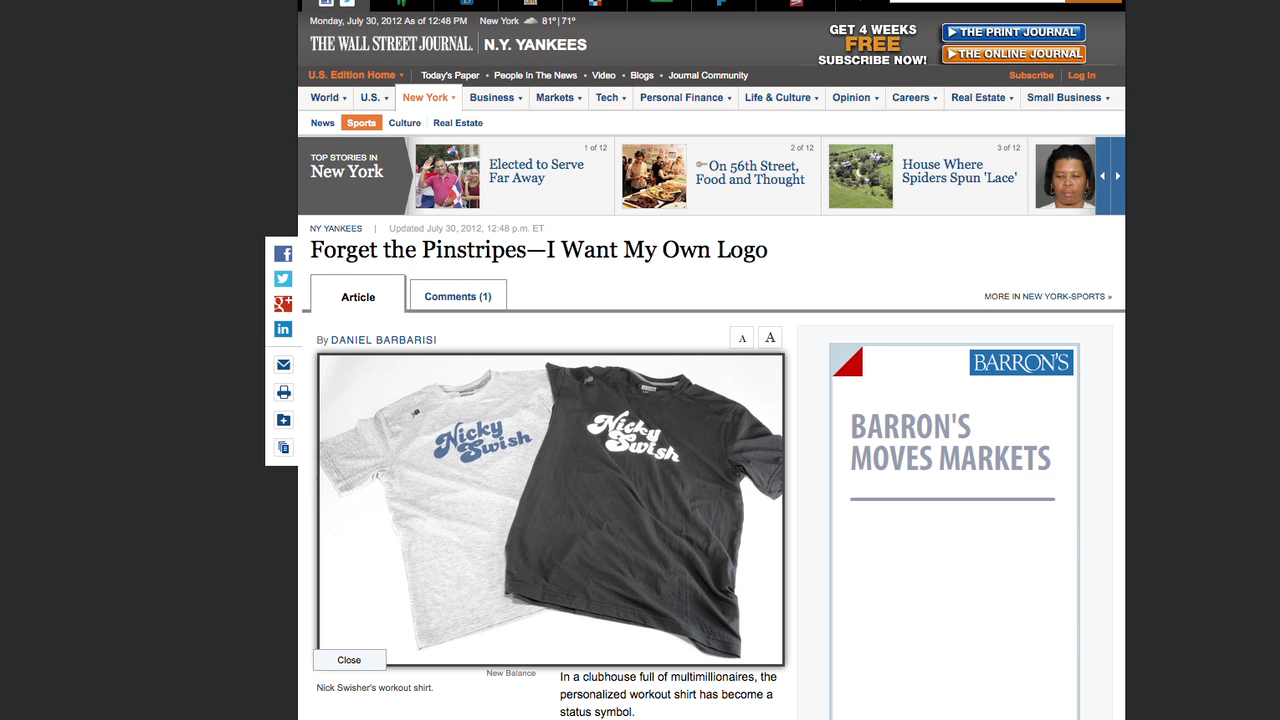 Monday, July 30, 2012 As of 12:48 PM New York 81º | 71º
THE WALL STREET JOURNAL. N.Y. YANKEES
GET 4 WEEKS
FREE
SUBSCRIBE NOW!
THE PRINT JOURNAL
THE ONLINE JOURNAL
U.S. Edition Home Today's Paper People In The News Video Blogs Journal Community Subscribe Log In
World U.S. New York Business Markets Tech Personal Finance Life & Culture Opinion Careers Real Estate Small Business
News Sports Culture Real Estate
TOP STORIES IN
New York
1 of 12
Elected to Serve
Far Away
2 of 12
On 56th Street,
Food and Thought
3 of 12
House Where
Spiders Spun 'Lace'
NY YANKEES | Updated July 30, 2012, 12:48 p.m. ET
Forget the Pinstripes—I Want My Own Logo
Article Comments (1) MORE IN NEW YORK-SPORTS »
f
g+
in
By DANIEL BARBARISI A A
Nicky
Swish
Nicky
Swish
Close
New Balance
Nick Swisher's workout shirt.
In a clubhouse full of multimillionaires, the
personalized workout shirt has become a
status symbol.
BARRON'S
BARRON'S
MOVES MARKETS